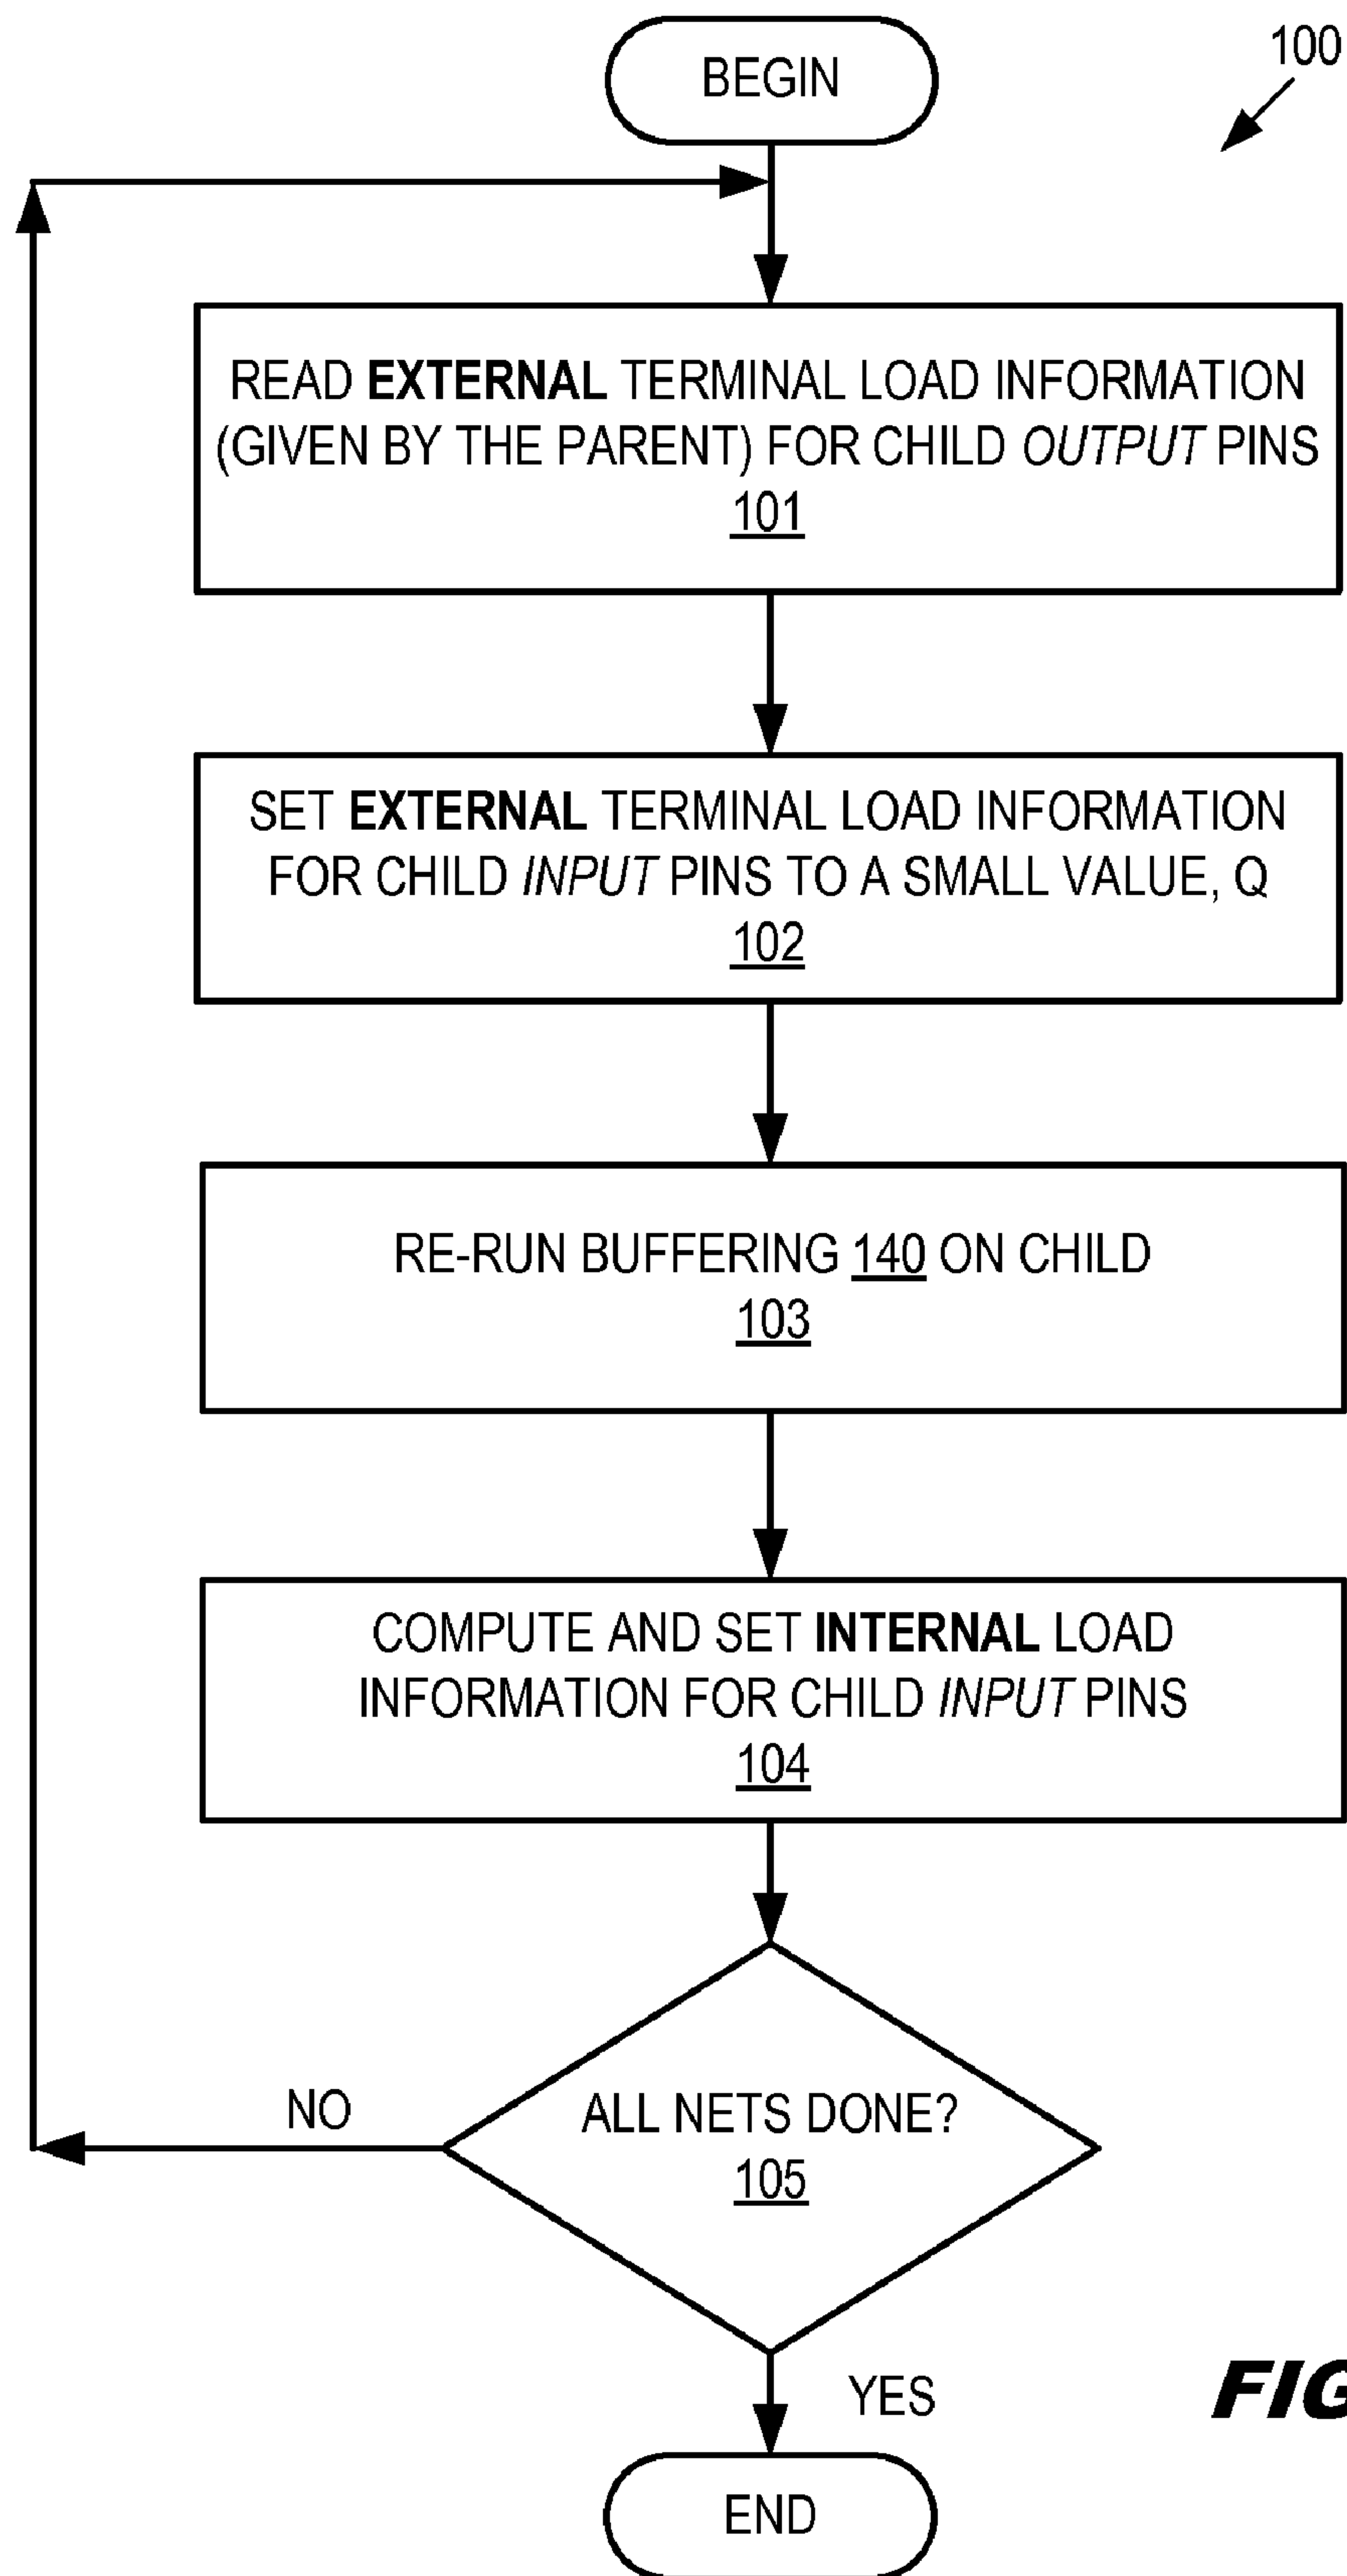 BEGIN
100
READ EXTERNAL TERMINAL LOAD INFORMATION
(GIVEN BY THE PARENT) FOR CHILD OUTPUT PINS
101
SET EXTERNAL TERMINAL LOAD INFORMATION
FOR CHILD INPUT PINS TO A SMALL VALUE, Q
102
RE-RUN BUFFERING 140 ON CHILD
103
COMPUTE AND SET INTERNAL LOAD
INFORMATION FOR CHILD INPUT PINS
104
ALL NETS DONE?
105
NO
YES
FIG
END